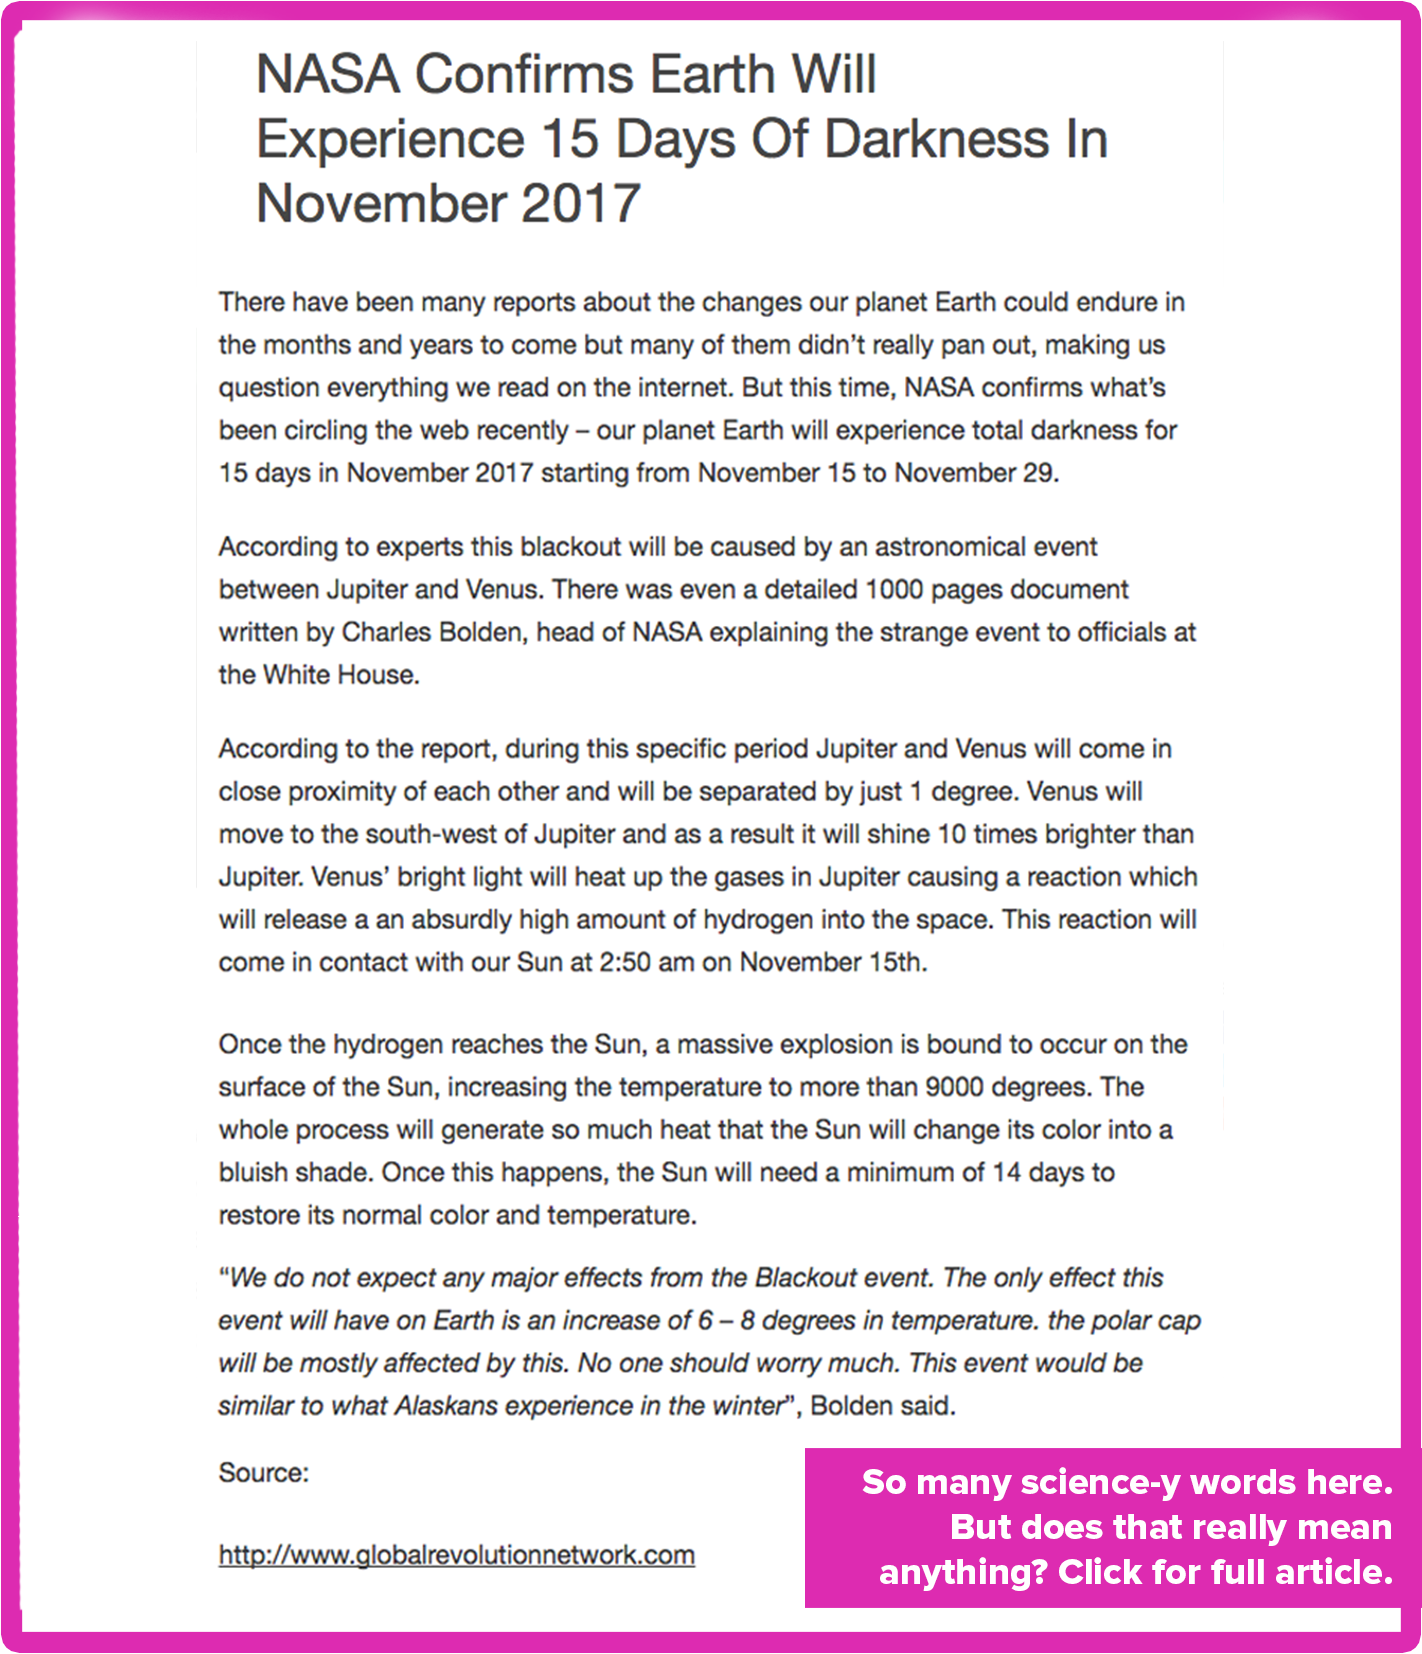 NASA Confirms Earth Will
Experience 15 Days Of Darkness In
November 2017
There have been many reports about the changes our planet Earth could endure in
the months and years to come but many of them didn’t really pan out, making us
question everything we read on the internet. But this time, NASA confirms what’s
been circling the web recently – our planet Earth will experience total darkness for
15 days in November 2017 starting from November 15 to November 29.
According to experts this blackout will be caused by an astronomical event
between Jupiter and Venus. There was even a detailed 1000 pages document
written by Charles Bolden, head of NASA explaining the strange event to officials at
the White House.
According to the report, during this specific period Jupiter and Venus will come in
close proximity of each other and will be separated by just 1 degree. Venus will
move to the south-west of Jupiter and as a result it will shine 10 times brighter than
Jupiter. Venus’ bright light will heat up the gases in Jupiter causing a reaction which
will release a an absurdly high amount of hydrogen into the space. This reaction will
come in contact with our Sun at 2:50 am on November 15th.
Once the hydrogen reaches the Sun, a massive explosion is bound to occur on the
surface of the Sun, increasing the temperature to more than 9000 degrees. The
whole process will generate so much heat that the Sun will change its color into a
bluish shade. Once this happens, the Sun will need a minimum of 14 days to
restore its normal color and temperature.
“We do not expect any major effects from the Blackout event. The only effect this
event will have on Earth is an increase of 6 – 8 degrees in temperature. the polar cap
will be mostly affected by this. No one should worry much. This event would be
similar to what Alaskans experience in the winter”, Bolden said.
Source:
http://www.globalrevolutionnetwork.com
So many science-y words here.
But does that really mean
anything? Click for full article.